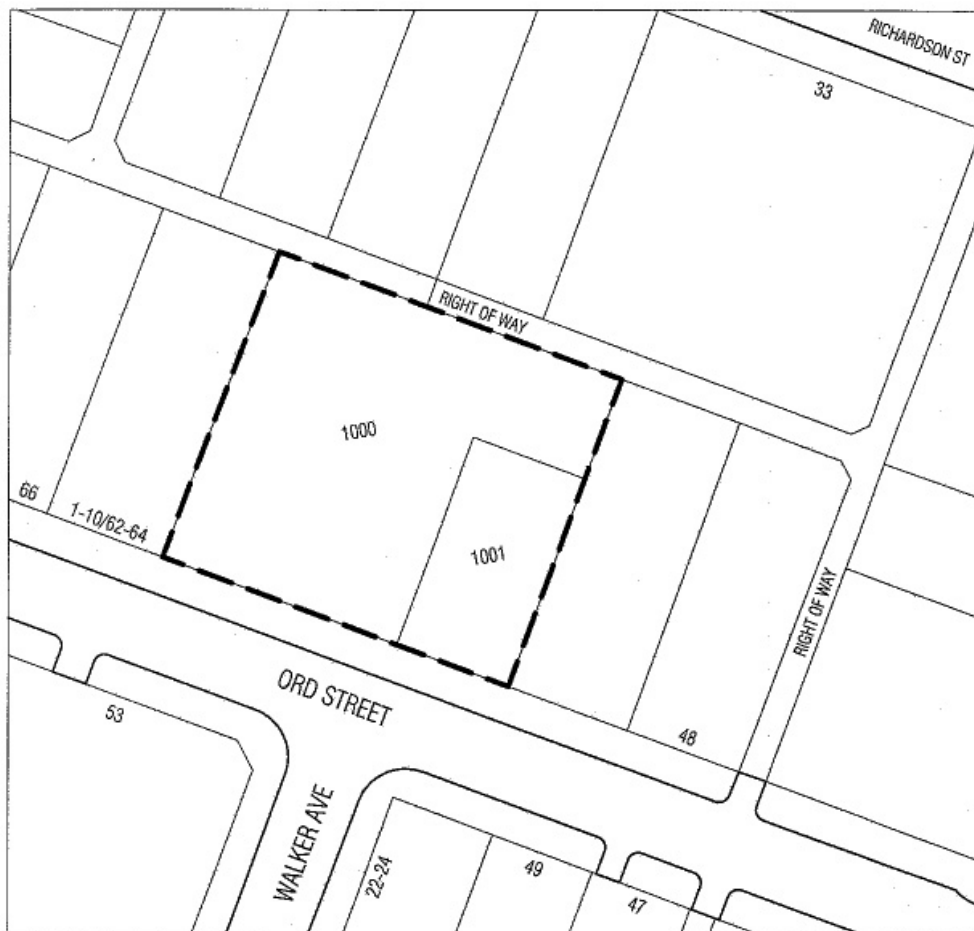 RICHARDSON ST
33
RIGHT OF WAY
1000
66
1-10/62-64
1001
RIGHT OF WAY
ORD STREET
48
53
WALKER AVE
22-24
49
47